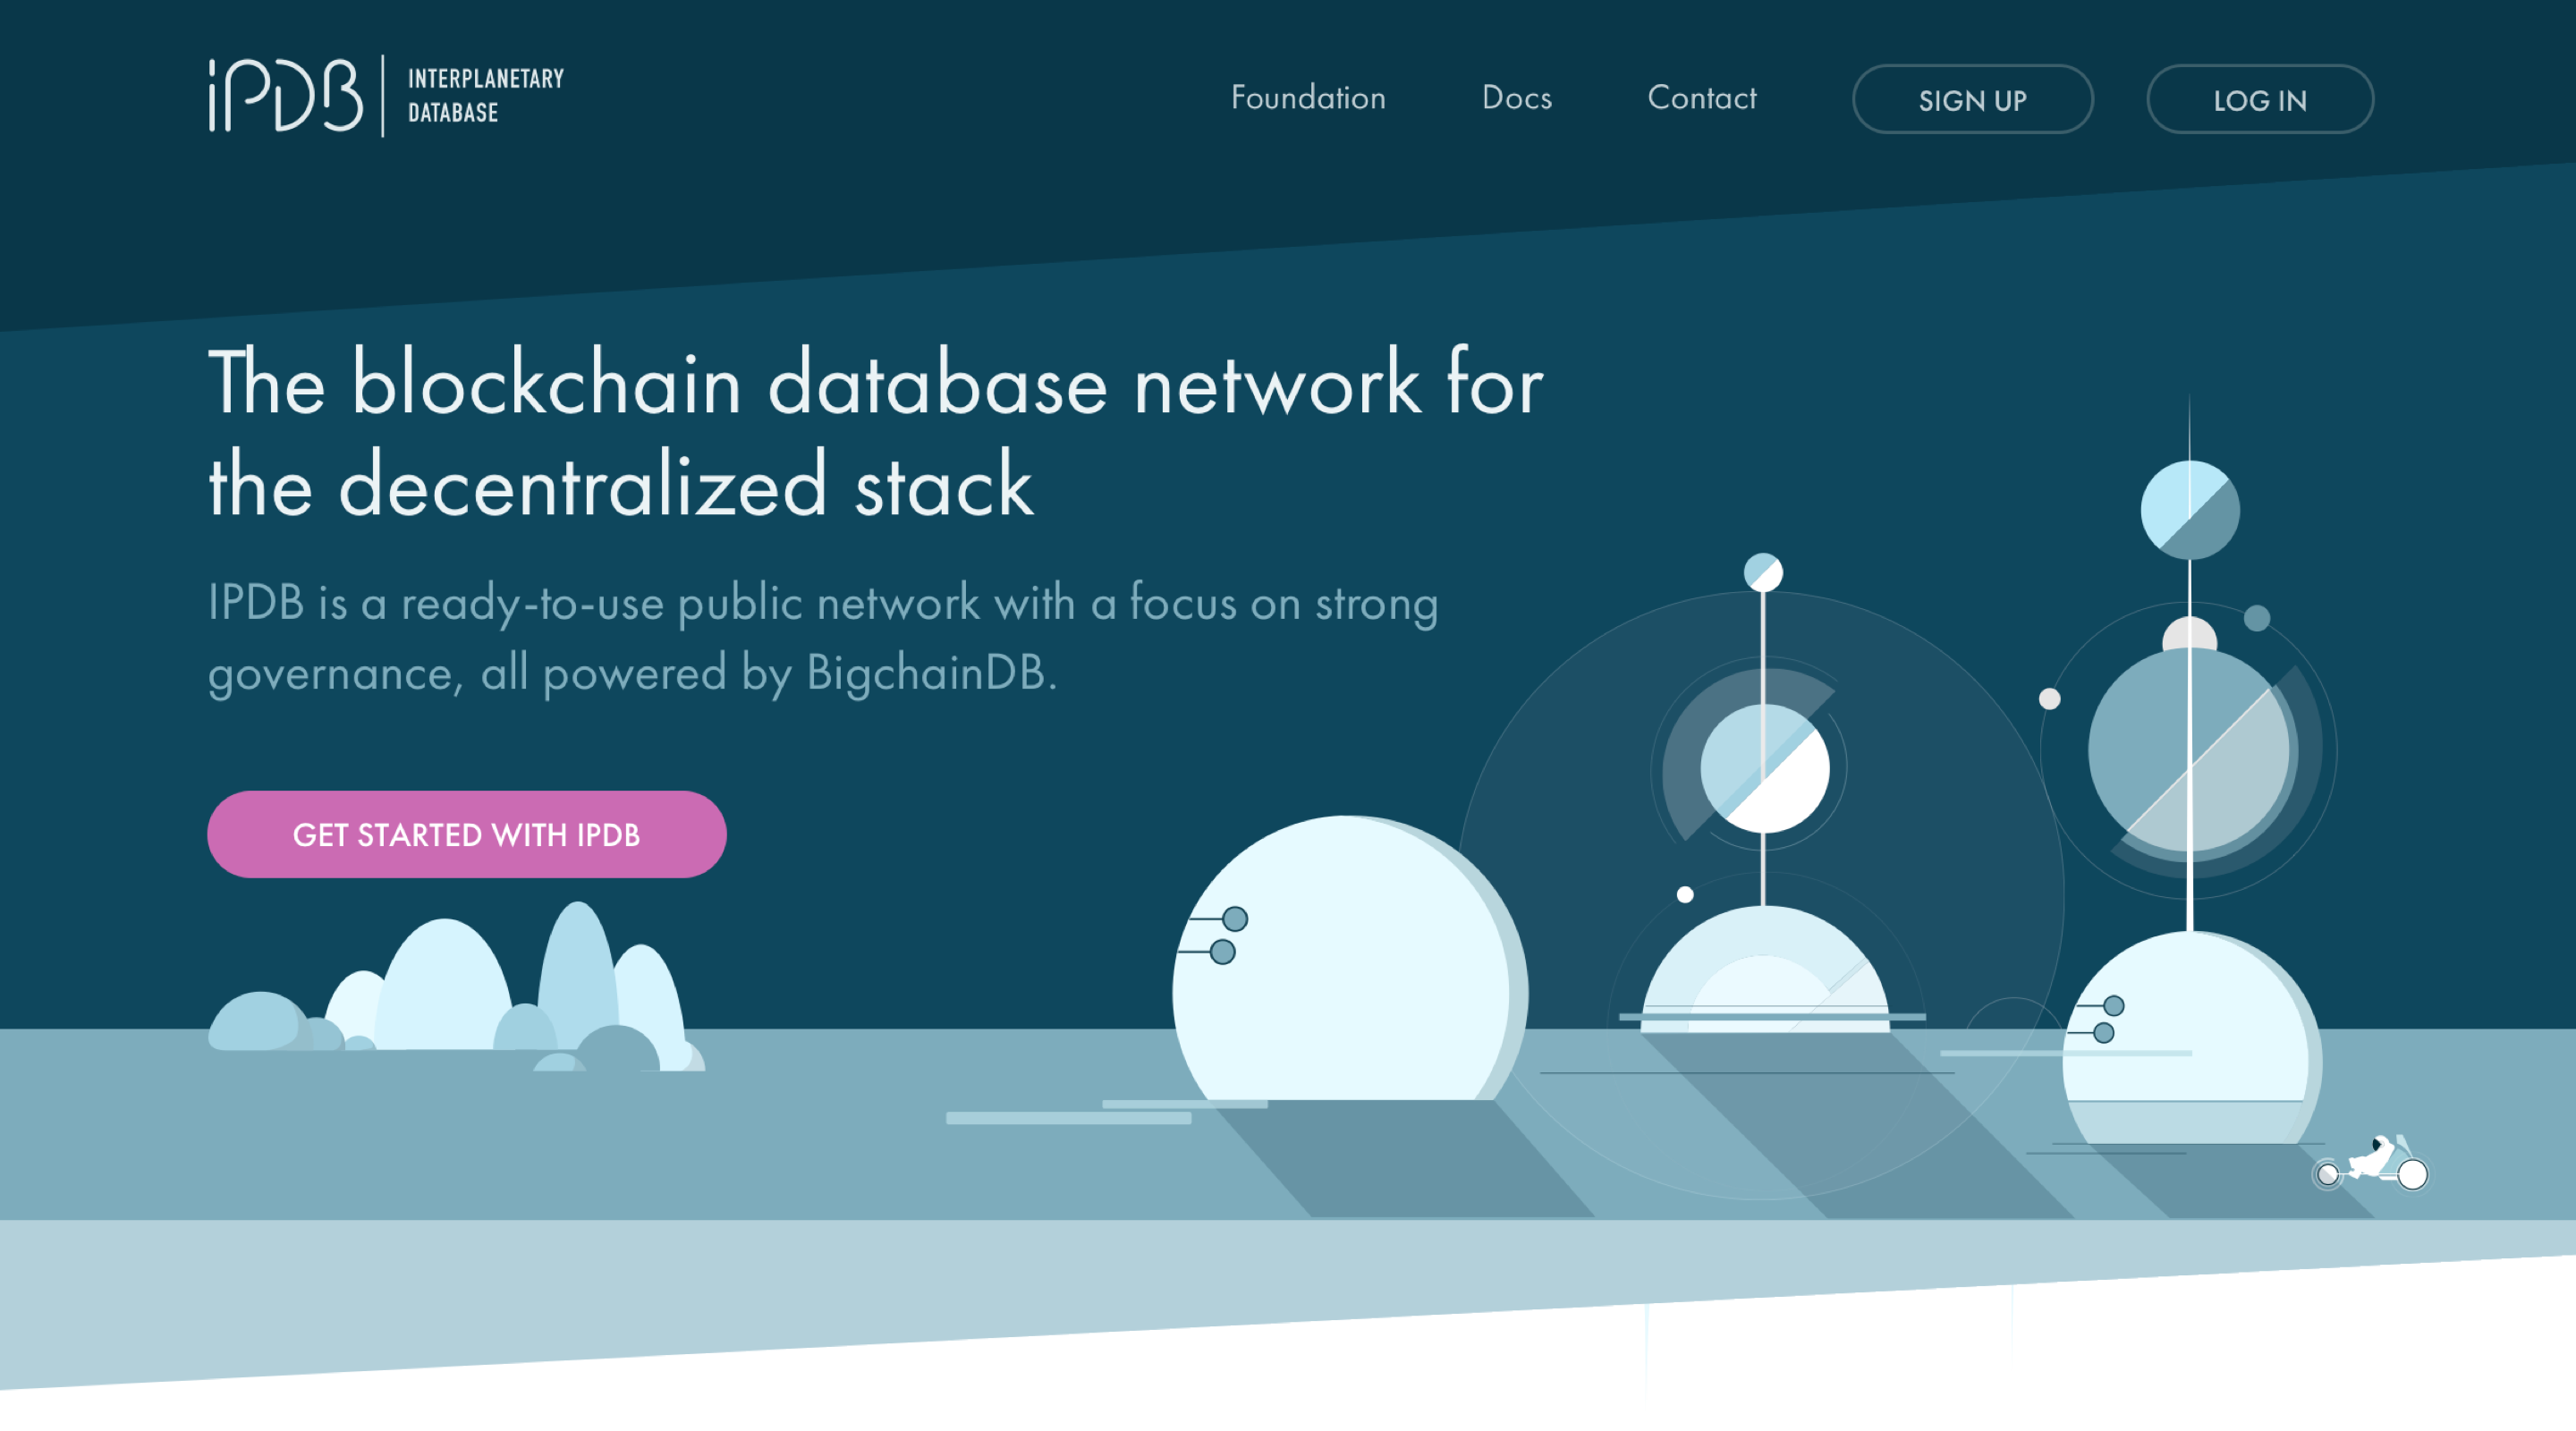 iPDB
INTERPLANETARY
DATABASE
Foundation
Docs
Contact
SIGN UP
LOG IN
The blockchain database network for
the decentralized stack
IPDB is a ready-to-use public network with a focus on strong
governance, all powered by BigchainDB.
GET STARTED WITH IPDB